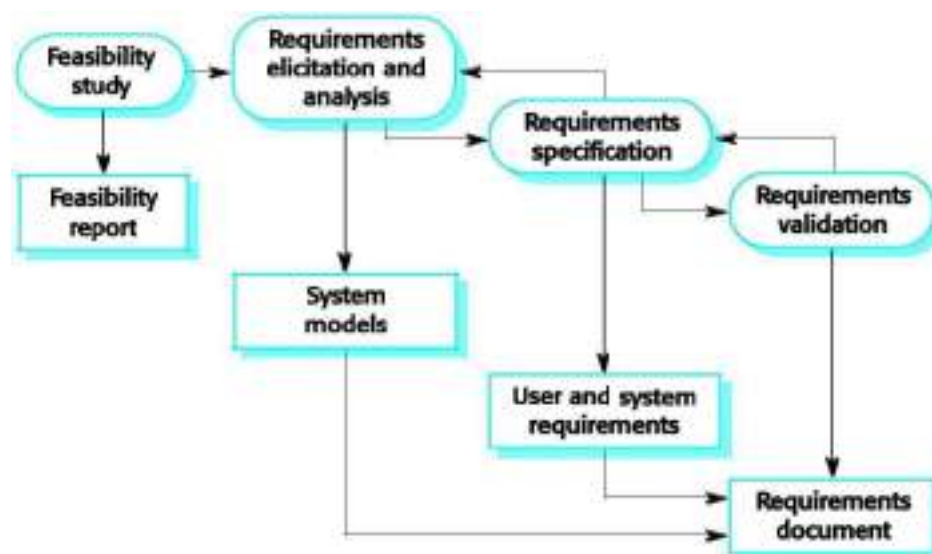 Feasibility
study
Requirements
elicitation and
analysis
Requirements
specification
Requirements
validation
Feasibility
report
System
models
User and system
requirements
Requirements
document